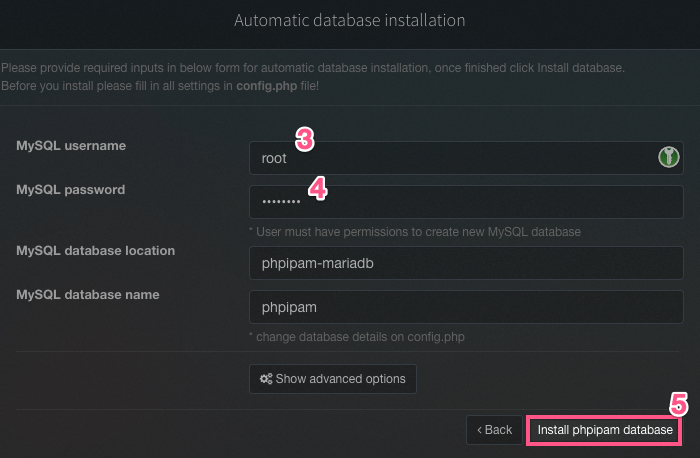 Automatic database installation
Please provide required inputs in below form for automatic database installation, once finished click Install database.
Before you install please fill in all settings in config.php file!
3
MySQL username
root
4
MySQL password
••••••••
* User must have permissions to create new MySQL database
MySQL database location
phpipam-mariadb
MySQL database name
phpipam
* change database details on config.php
Show advanced options
5
< Back
Install phpipam database